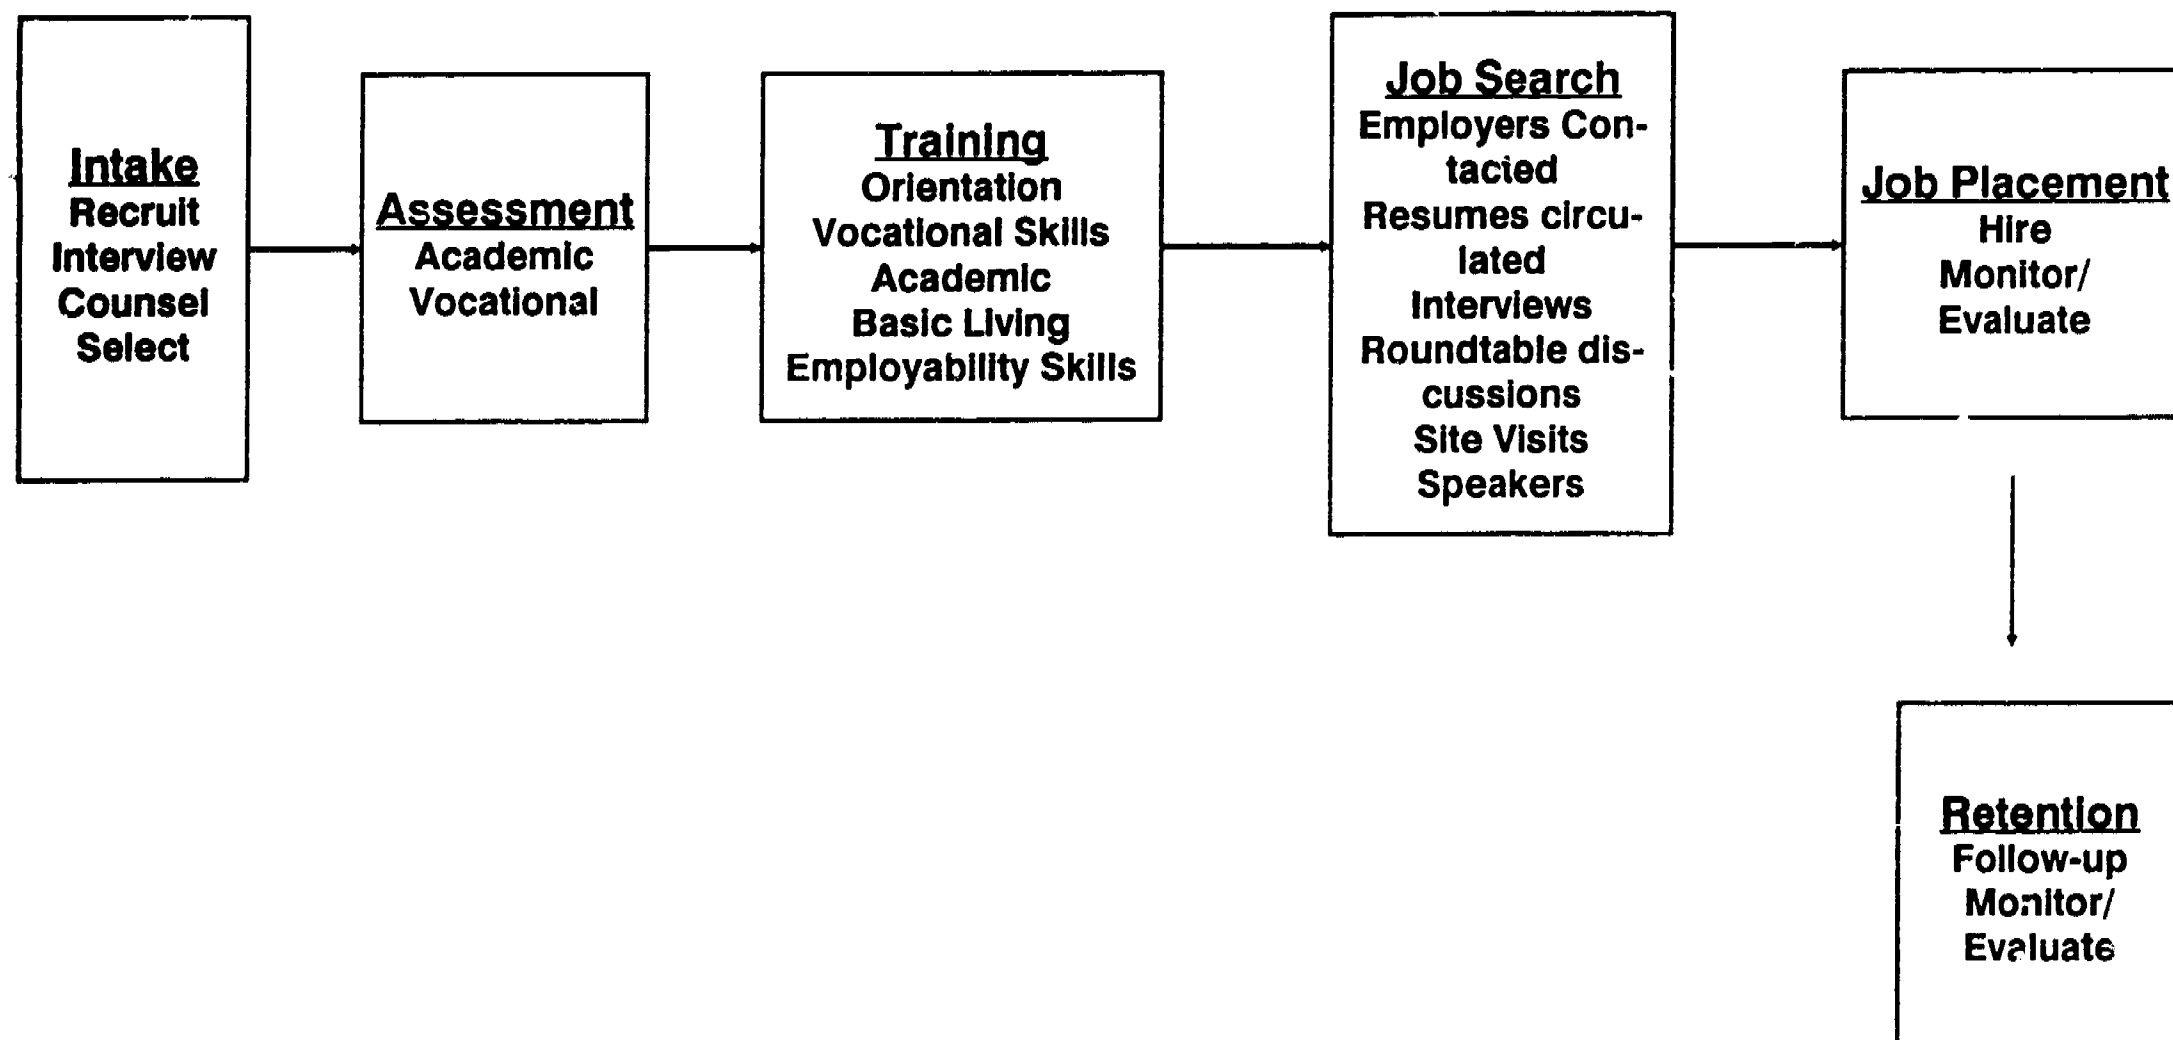 Intake
Recruit
Interview
Counsel
Select
Assessment
Academic
Vocational
Training
Orientation
Vocational Skills
Academic
Basic Living
Employability Skills
Job Search
Employers Con-
tacted
Resumes circu-
lated
Interviews
Roundtable dis-
cussions
Site Visits
Speakers
Job Placement
Hire
Monitor/
Evaluate
Retention
Follow-up
Monitor/
Evaluate